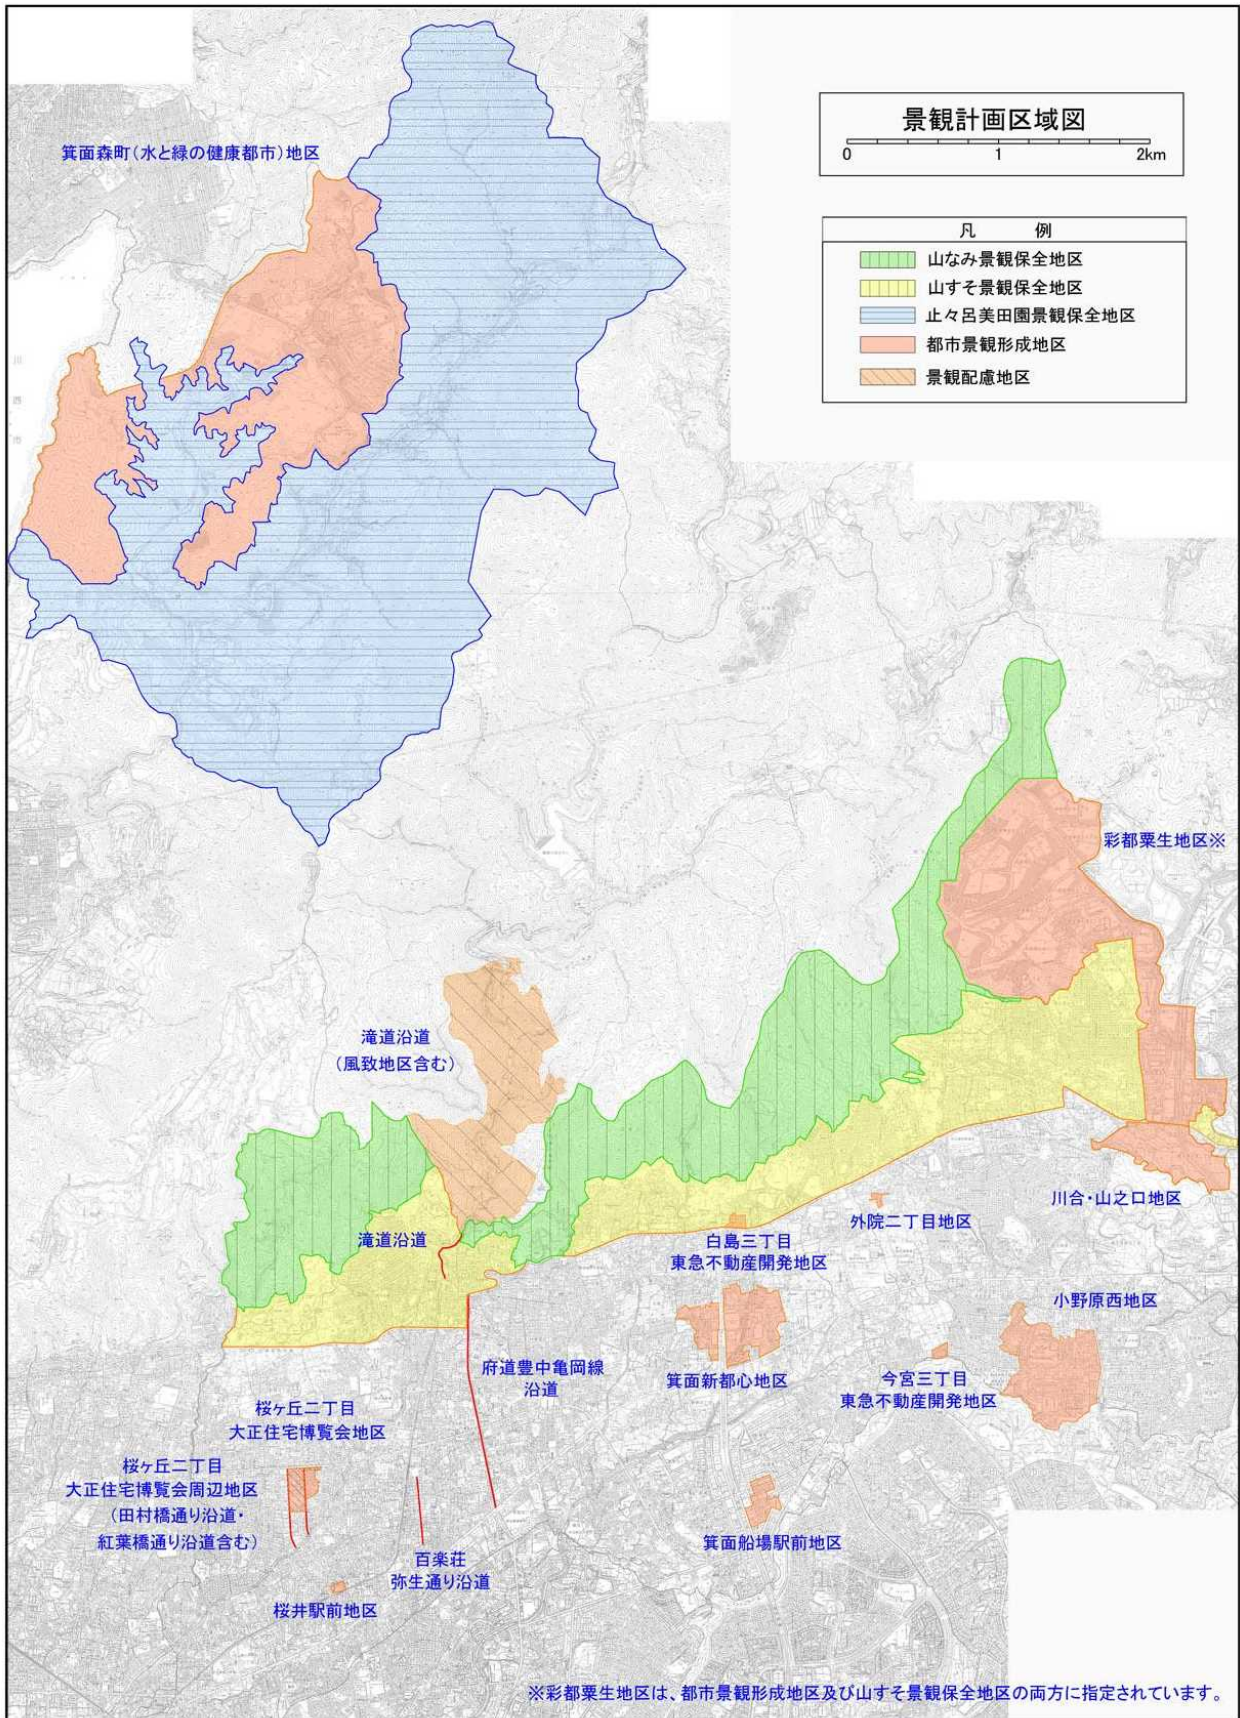 景観計画区域図
0 1 2km
箕面森町(水と緑の健康都市)地区
凡 例
山なみ景観保全地区
山すそ景観保全地区
止々呂美田園景観保全地区
都市景観形成地区
景観配慮地区
川西市
彩都粟生地区※
滝道沿道
(風致地区含む)
川合・山之口地区
外院二丁目地区
滝道沿道
白島三丁目
東急不動産開発地区
小野原西地区
府道豊中亀岡線
沿道
箕面新都心地区
今宮三丁目
東急不動産開発地区
桜ヶ丘二丁目
大正住宅博覧会地区
桜ヶ丘二丁目
大正住宅博覧会周辺地区
(田村橋通り沿道・
紅葉橋通り沿道含む)
箕面船場駅前地区
百楽荘
弥生通り沿道
桜井駅前地区
※彩都粟生地区は、都市景観形成地区及び山すそ景観保全地区の両方に指定されています。